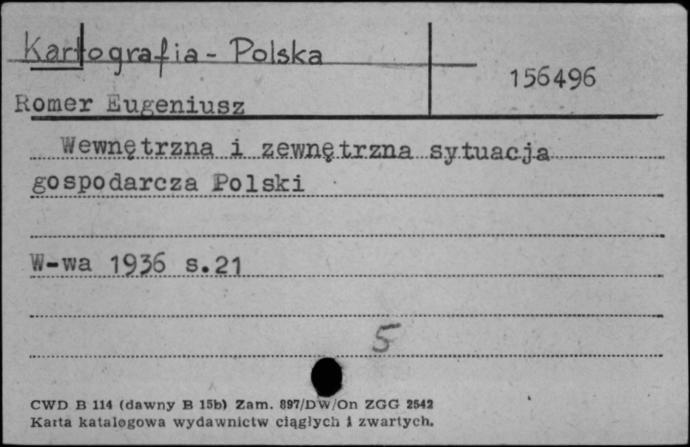 Kartografia - Polska
156496
Romer Eugeniusz
Wewnętrzna i zewnętrzna sytuacja
gospodarcza Polski
W-wa 1936 s.21
5
CWD B 114 (dawny B 15b) Zam. 897/DW/On ZGG 2542
Karta katalogowa wydawnictw ciągłych i zwartych.